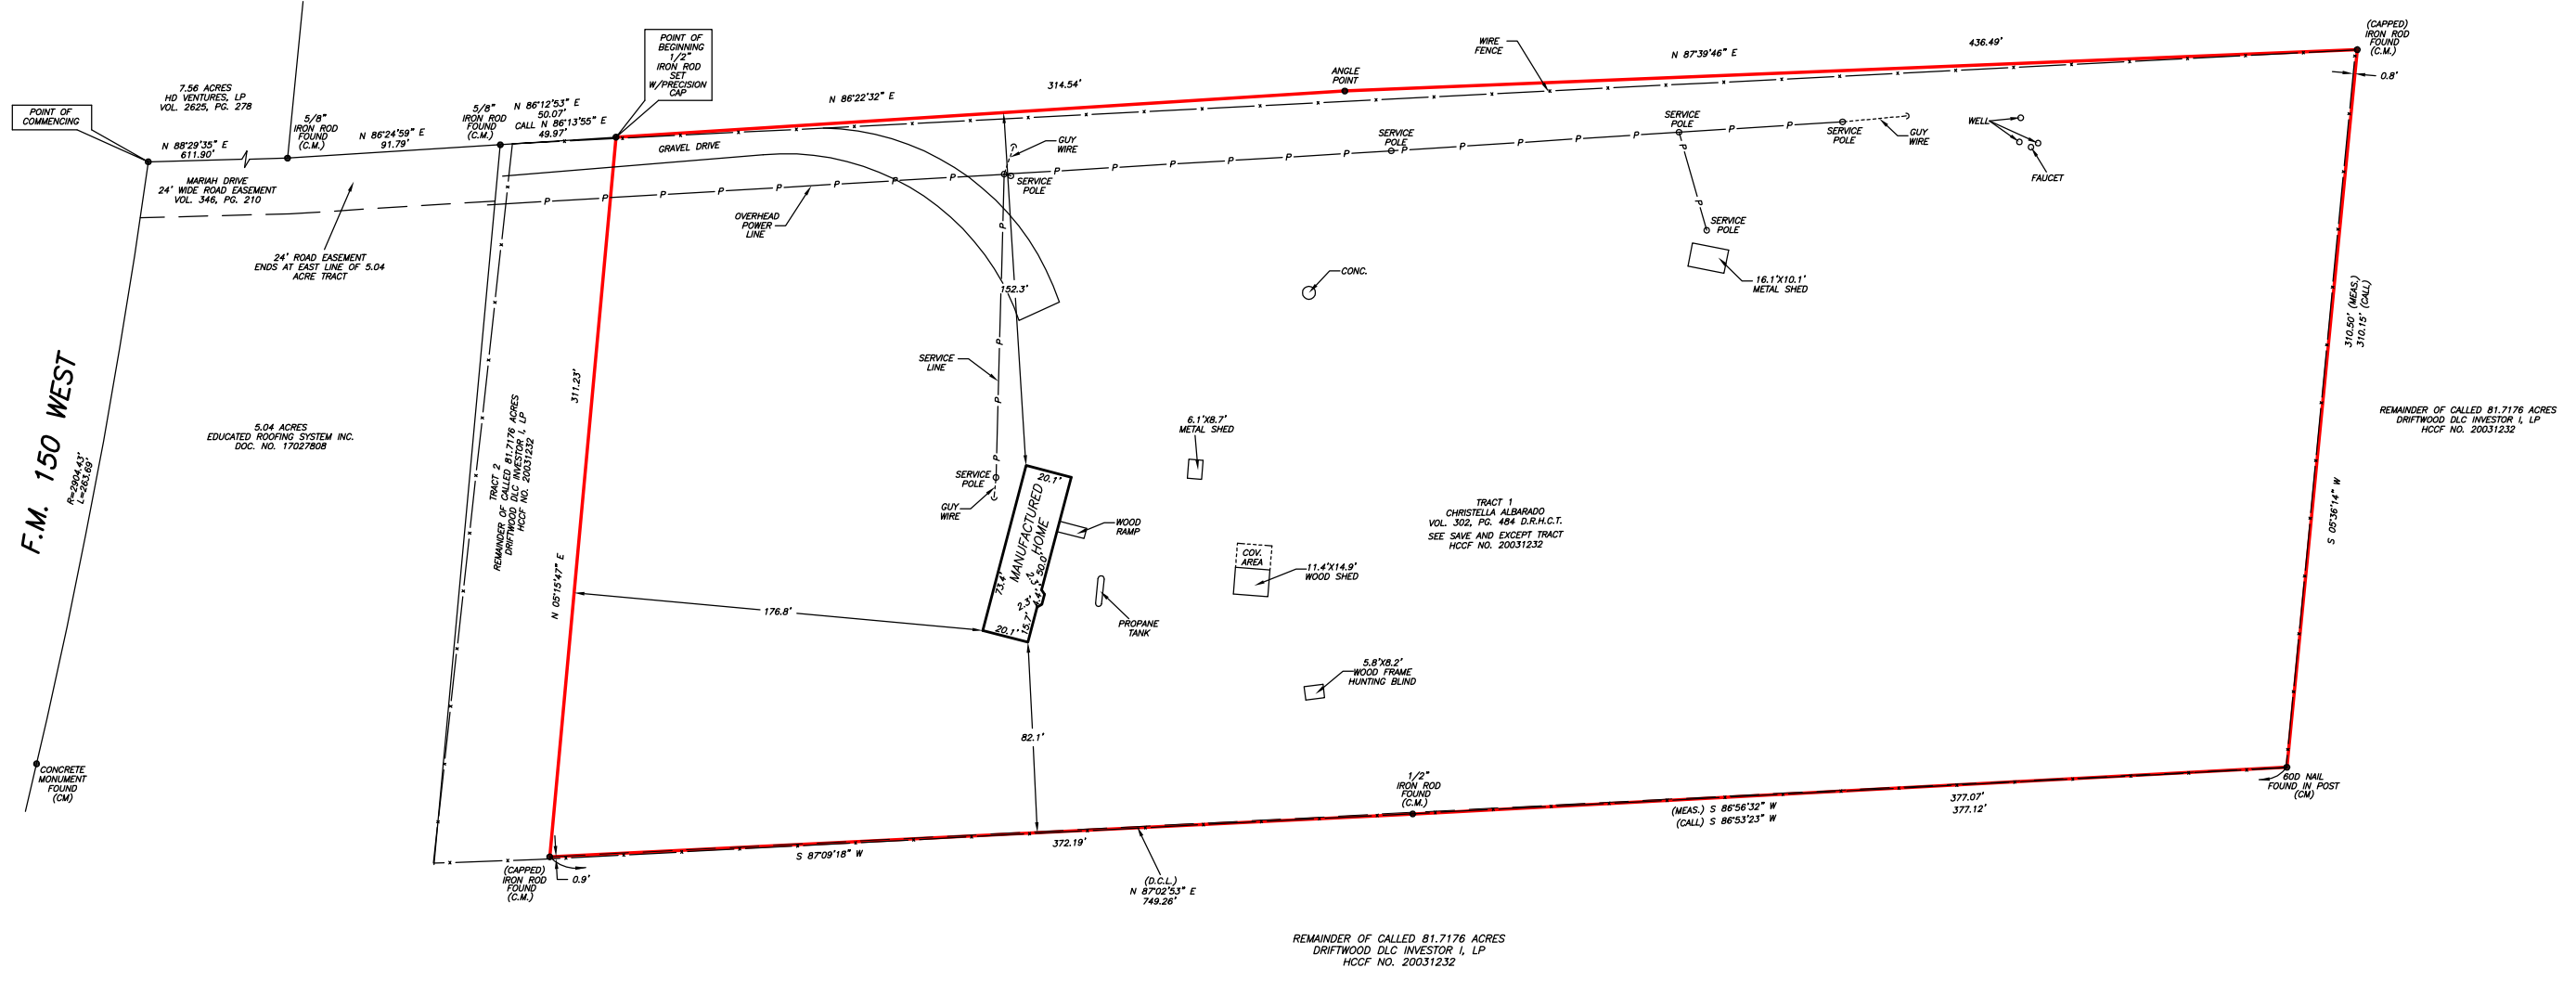 (CAPPED)
IRON ROD
FOUND
(C.M.)
POINT OF
BEGINNING
1/2"
IRON ROD
SET
W/PRECISION
CAP
WIRE
FENCE
N 87°39'46" E
436.49'
0.8'
ANGLE
POINT
314.54'
N 86°22'32" E
7.56 ACRES
HD VENTURES, LP
VOL. 2625, PG. 278
POINT OF
COMMENCING
5/8"
IRON ROD
FOUND
(C.M.)
N 86°24'59" E
91.79'
5/8"
IRON ROD
FOUND
(C.M.)
N 86°12'53" E
50.07'
CALL N 86°13'55" E
49.97'
N 88°29'35" E
611.90'
MARIAH DRIVE
24' WIDE ROAD EASEMENT
VOL. 346, PG. 210
24' ROAD EASEMENT
ENDS AT EAST LINE OF 5.04
ACRE TRACT
GRAVEL DRIVE
OVERHEAD
POWER
LINE
GUY
WIRE
SERVICE
POLE
SERVICE
POLE
SERVICE
POLE
SERVICE
POLE
GUY
WIRE
WELL
FAUCET
SERVICE
POLE
16.1'X10.1'
METAL SHED
CONC.
152.3'
SERVICE
LINE
310.50' (MEAS.)
310.15' (CALL)
S 05°36'14" W
REMAINDER OF CALLED 81.7176 ACRES
DRIFTWOOD DLC INVESTOR I, LP
HCCF NO. 20031232
F.M. 150 WEST
R=2904.43'
L=263.69'
5.04 ACRES
EDUCATED ROOFING SYSTEM INC.
DOC. NO. 17027808
TRACT 2
REMAINDER OF CALLED 81.7176 ACRES
DRIFTWOOD DLC INVESTOR I, LP
HCCF NO. 20031232
311.23'
N 05°15'47" E
6.1'X8.7'
METAL SHED
SERVICE
POLE
GUY
WIRE
20.1'
MANUFACTURED
HOME
73.4'
50.0'
2.3'
15.7'
20.1'
WOOD
RAMP
TRACT 1
CHRISTELLA ALBARADO
VOL. 302, PG. 484 D.R.H.C.T.
SEE SAVE AND EXCEPT TRACT
HCCF NO. 20031232
COV.
AREA
11.4'X14.9'
WOOD SHED
PROPANE
TANK
176.8'
5.8'X8.2'
WOOD FRAME
HUNTING BLIND
82.1'
CONCRETE
MONUMENT
FOUND
(CM)
1/2"
IRON ROD
FOUND
(C.M.)
(MEAS.) S 86°56'32" W
(CALL) S 86°53'23" W
377.07'
377.12'
60D NAIL
FOUND IN POST
(CM)
S 87°09'18" W
372.19'
(CAPPED)
IRON ROD
FOUND
(C.M.)
0.9'
(D.C.L.)
N 87°02'53" E
749.26'
REMAINDER OF CALLED 81.7176 ACRES
DRIFTWOOD DLC INVESTOR I, LP
HCCF NO. 20031232